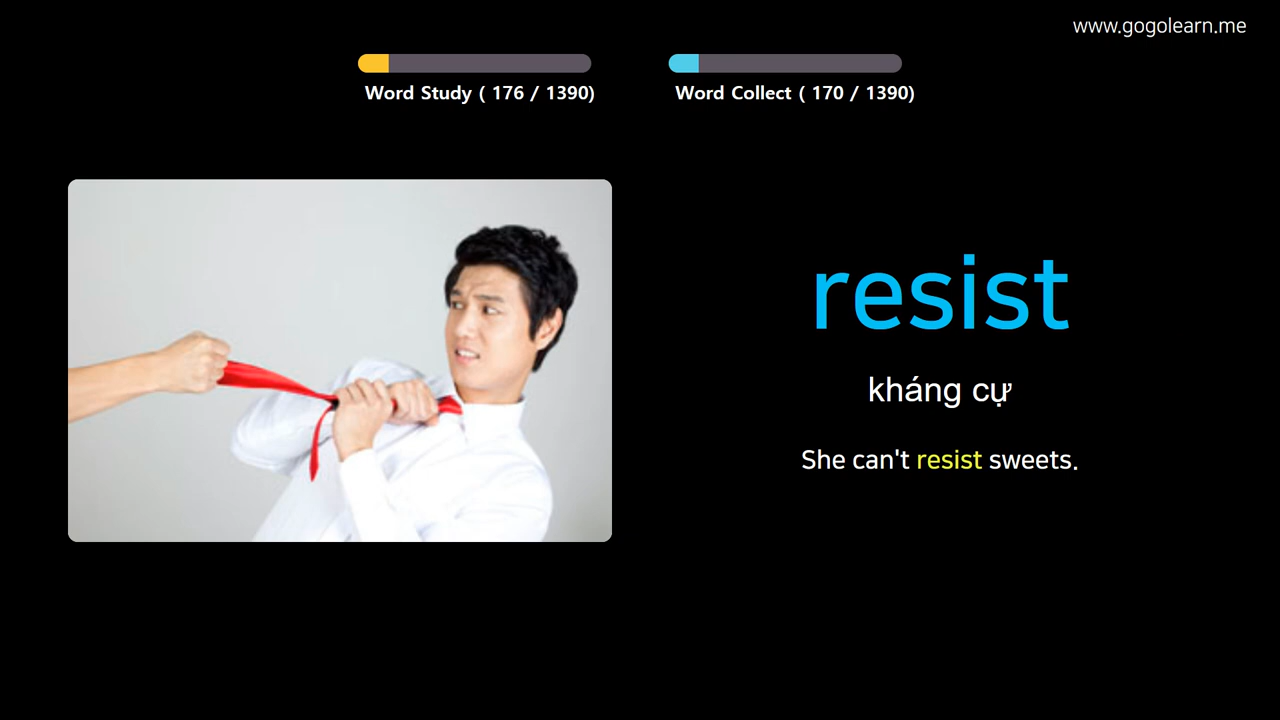 www.gogolearn.me
Word Study ( 176 / 1390)
Word Collect ( 170 / 1390)
resist
kháng cự
She can't resist sweets.